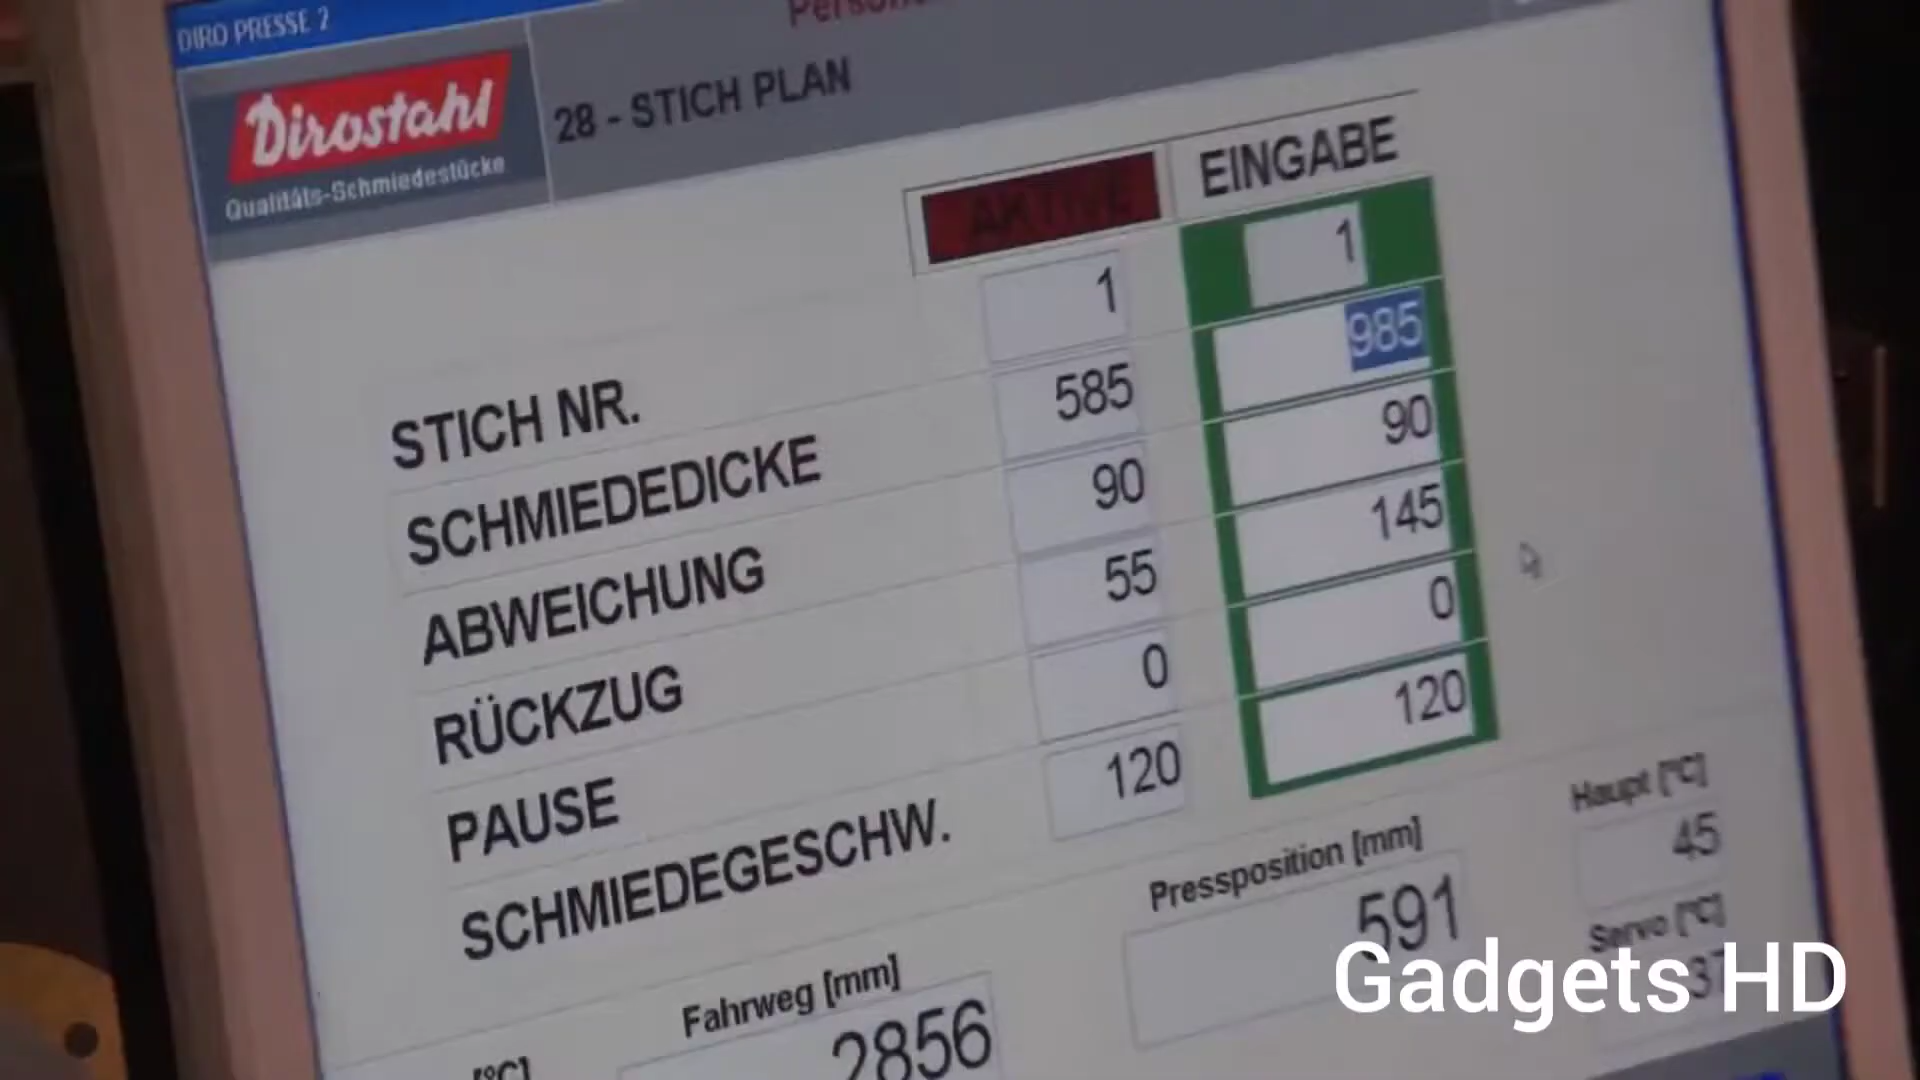 DIRO PRESSE 2
Dirostahl
Qualitäts-Schmiedestücke
28 - STICH PLAN
AKTIVE EINGABE
STICH NR. 1 1
SCHMIEDEDICKE 585 985
ABWEICHUNG 90 90
RÜCKZUG 55 145
PAUSE 0 0
SCHMIEDEGESCHW. 120 120
Fahrweg [mm] Pressposition [mm] Haupt [°C]
2856 591 45
Servo [°C]
37
[°C]
Gadgets HD